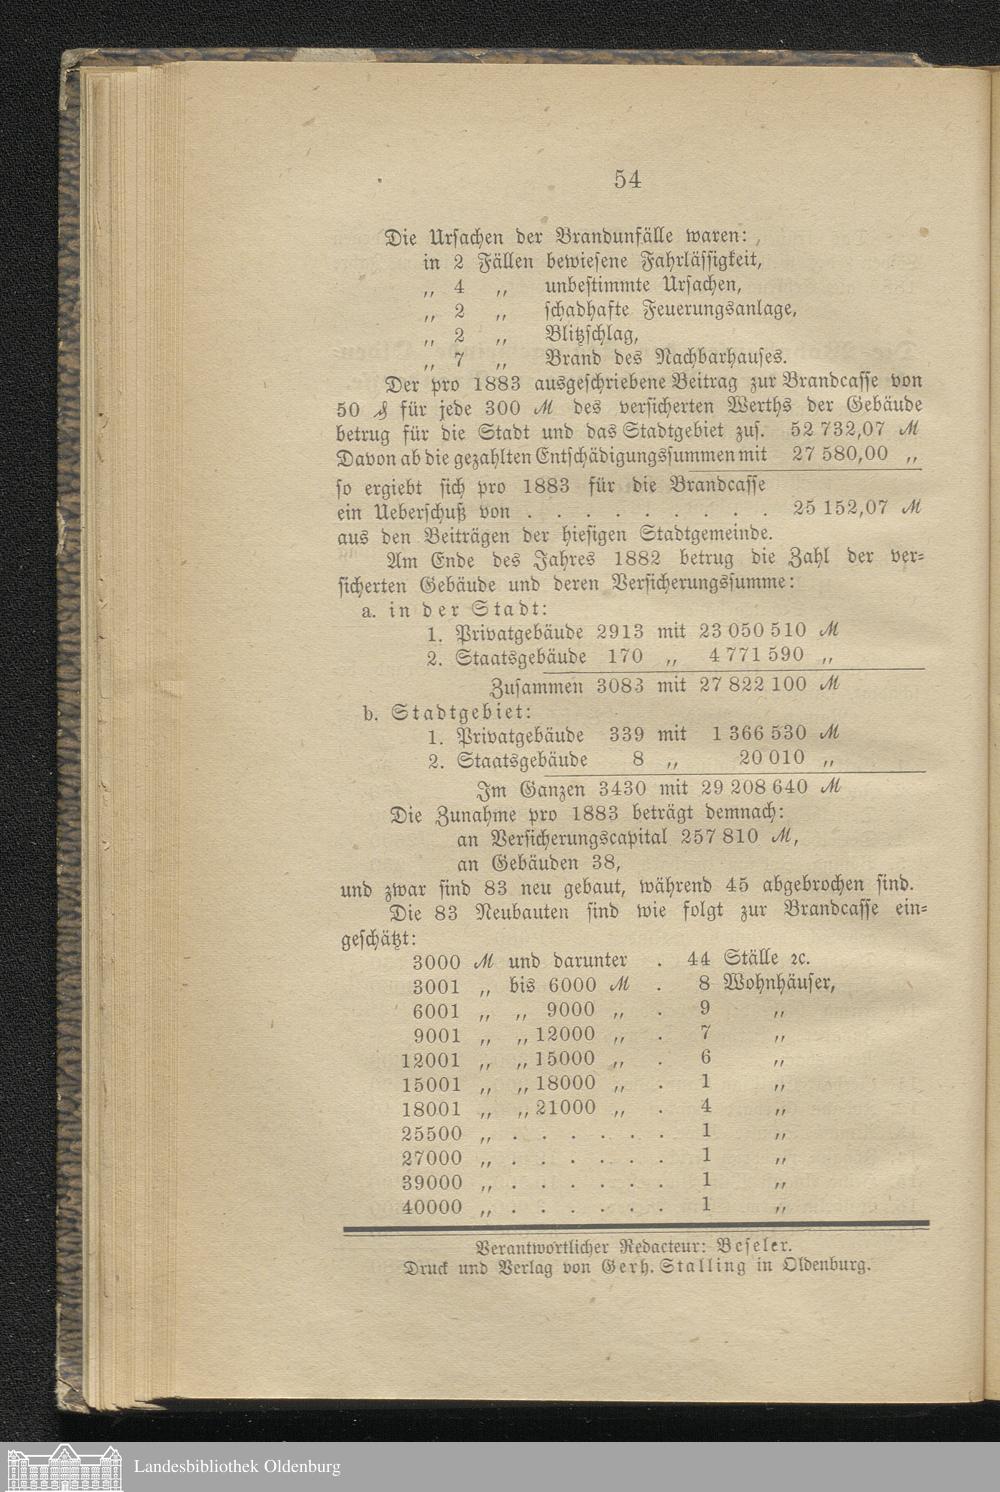 54
Die Ursachen der Brandunfälle waren:
in 2 Fällen bewiesene Fahrlässigkeit,
„ 4 „ unbestimmte Ursachen,
„ 2 „ schadhafte Feuerungsanlage,
„ 2 „ Blitzschlag,
„ 7 „ Brand des Nachbarhauses.
Der pro 1883 ausgeschriebene Beitrag zur Brandcasse von
50 ₰ für jede 300 ℳ des versicherten Werths der Gebäude
betrug für die Stadt und das Stadtgebiet zus. 52 732,07 ℳ
Davon ab die gezahlten Entschädigungssummen mit 27 580,00 „
so ergiebt sich pro 1883 für die Brandcasse
ein Ueberschuß von . . . . . . . . . 25 152,07 ℳ
aus den Beiträgen der hiesigen Stadtgemeinde.
Am Ende des Jahres 1882 betrug die Zahl der ver-
sicherten Gebäude und deren Versicherungssumme:
a. in der Stadt:
1. Privatgebäude 2913 mit 23 050 510 ℳ
2. Staatsgebäude 170 „ 4 771 590 „
Zusammen 3083 mit 27 822 100 ℳ
b. Stadtgebiet:
1. Privatgebäude 339 mit 1 366 530 ℳ
2. Staatsgebäude 8 „ 20 010 „
Im Ganzen 3430 mit 29 208 640 ℳ
Die Zunahme pro 1883 beträgt demnach:
an Versicherungscapital 257 810 ℳ,
an Gebäuden 38,
und zwar sind 83 neu gebaut, während 45 abgebrochen sind.
Die 83 Neubauten sind wie folgt zur Brandcasse ein-
geschätzt:
3000 ℳ und darunter . 44 Ställe ꝛc.
3001 „ bis 6000 ℳ . 8 Wohnhäuser,
6001 „ „ 9000 „ . 9 „
9001 „ „ 12000 „ . 7 „
12001 „ „ 15000 „ . 6 „
15001 „ „ 18000 „ . 1 „
18001 „ „ 21000 „ . 4 „
25500 „ . . . . . . 1 „
27000 „ . . . . . . 1 „
39000 „ . . . . . . 1 „
40000 „ . . . . . . 1 „
Verantwortlicher Redacteur: Beseler.
Druck und Verlag von Gerh. Stalling in Oldenburg.
Landesbibliothek Oldenburg